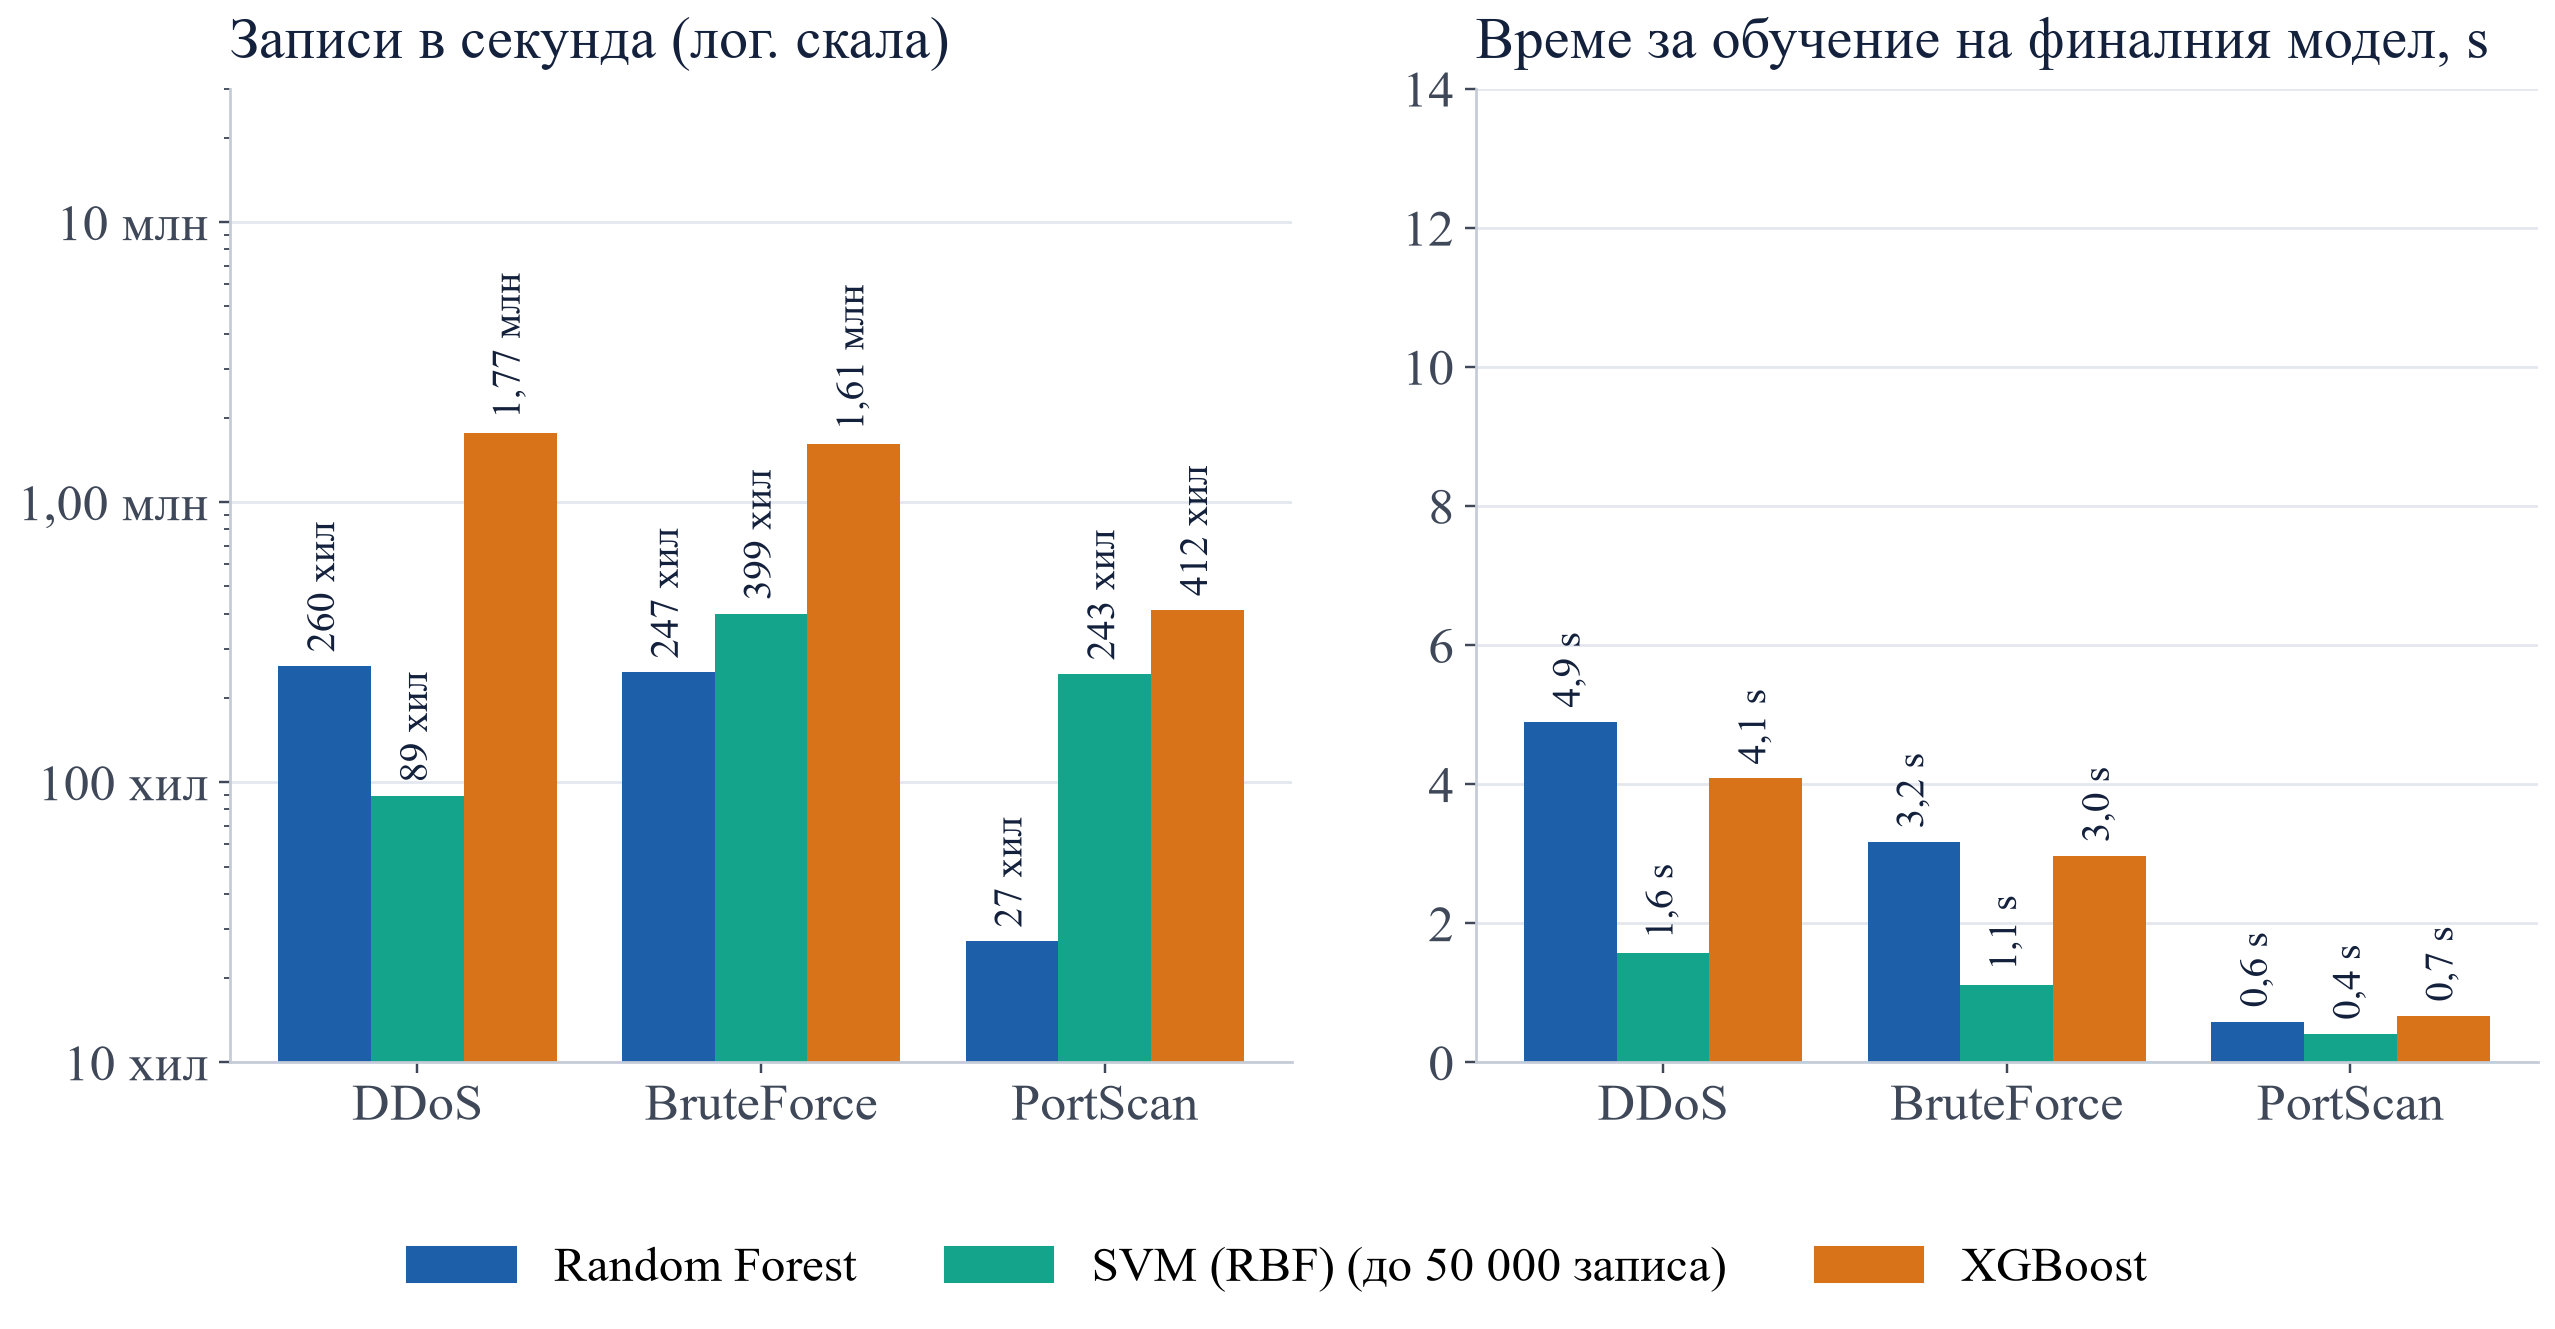 Записи в секунда (лог. скала)
10 млн
1,00 млн
100 хил
10 хил
260 хил
89 хил
1,77 млн
247 хил
399 хил
1,61 млн
27 хил
243 хил
412 хил
DDoS
BruteForce
PortScan
Време за обучение на финалния модел, s
14
12
10
8
6
4
2
0
4,9 s
1,6 s
4,1 s
3,2 s
1,1 s
3,0 s
0,6 s
0,4 s
0,7 s
DDoS
BruteForce
PortScan
Random Forest
SVM (RBF) (до 50 000 записа)
XGBoost